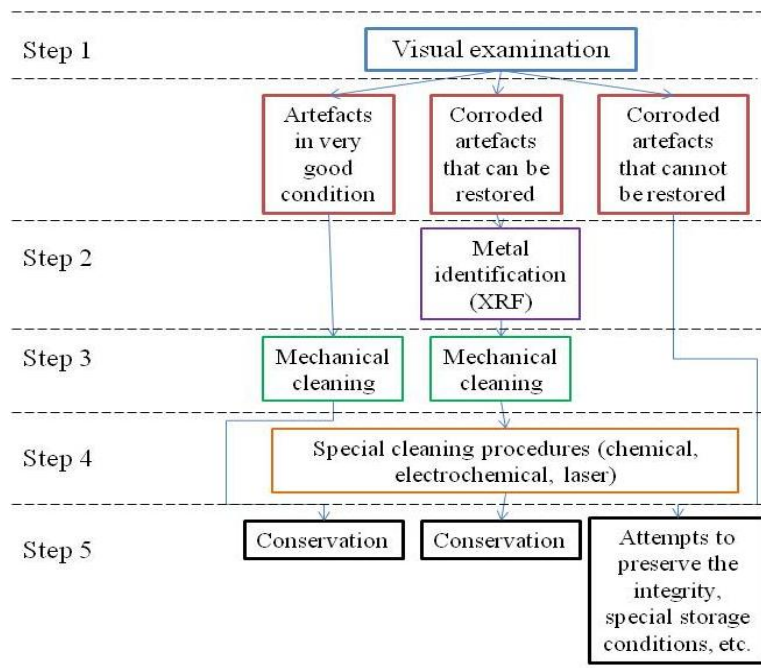 Step 1
Visual examination
Artefacts
in very
good
condition
Corroded
artefacts
that can be
restored
Corroded
artefacts
that cannot
be restored
Step 2
Metal
identification
(XRF)
Step 3
Mechanical
cleaning
Mechanical
cleaning
Step 4
Special cleaning procedures (chemical,
electrochemical, laser)
Step 5
Conservation
Conservation
Attempts to
preserve the
integrity,
special storage
conditions, etc.